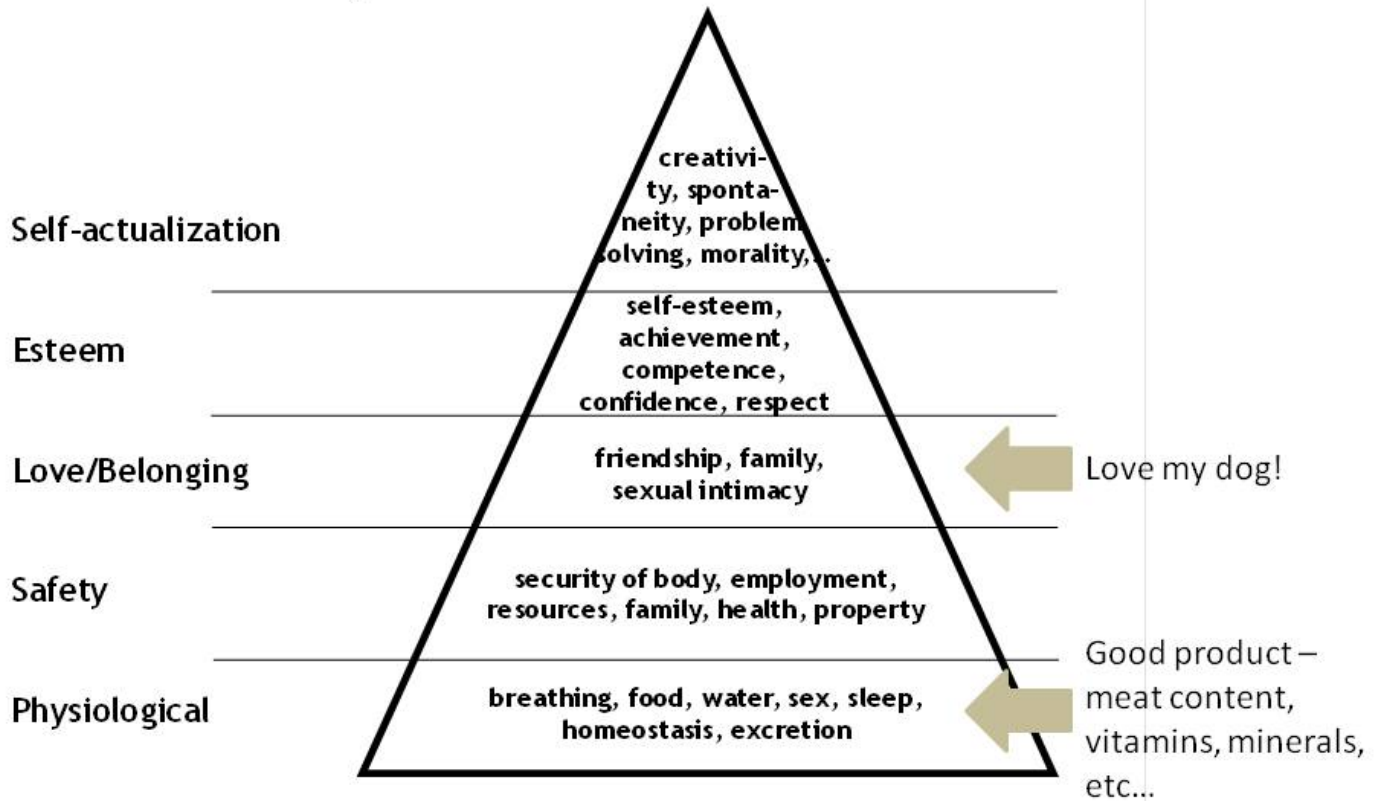 creativi-
ty, sponta-
neity, problem
solving, morality,..
Self-actualization
self-esteem,
achievement,
competence,
confidence, respect
Esteem
friendship, family,
sexual intimacy
Love/Belonging
Love my dog!
security of body, employment,
resources, family, health, property
Safety
breathing, food, water, sex, sleep,
homeostasis, excretion
Physiological
Good product –
meat content,
vitamins, minerals,
etc...